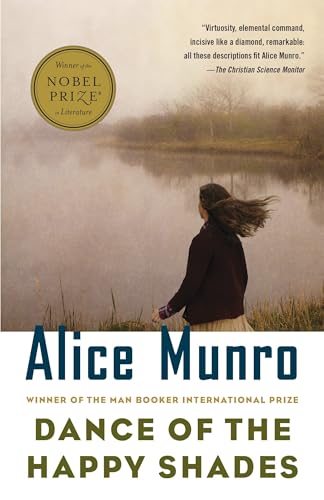 "Virtuosity, elemental command,
incisive like a diamond, remarkable:
all these descriptions fit Alice Munro."
—The Christian Science Monitor
Winner of the
NOBEL
PRIZE®
in Literature
Alice Munro
WINNER OF THE MAN BOOKER INTERNATIONAL PRIZE
DANCE OF THE
HAPPY SHADES